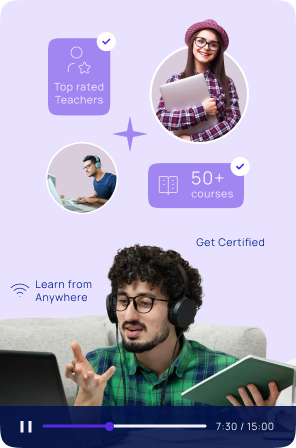 Top rated
Teachers
50+
courses
Get Certified
Learn from
Anywhere
7:30 / 15:00